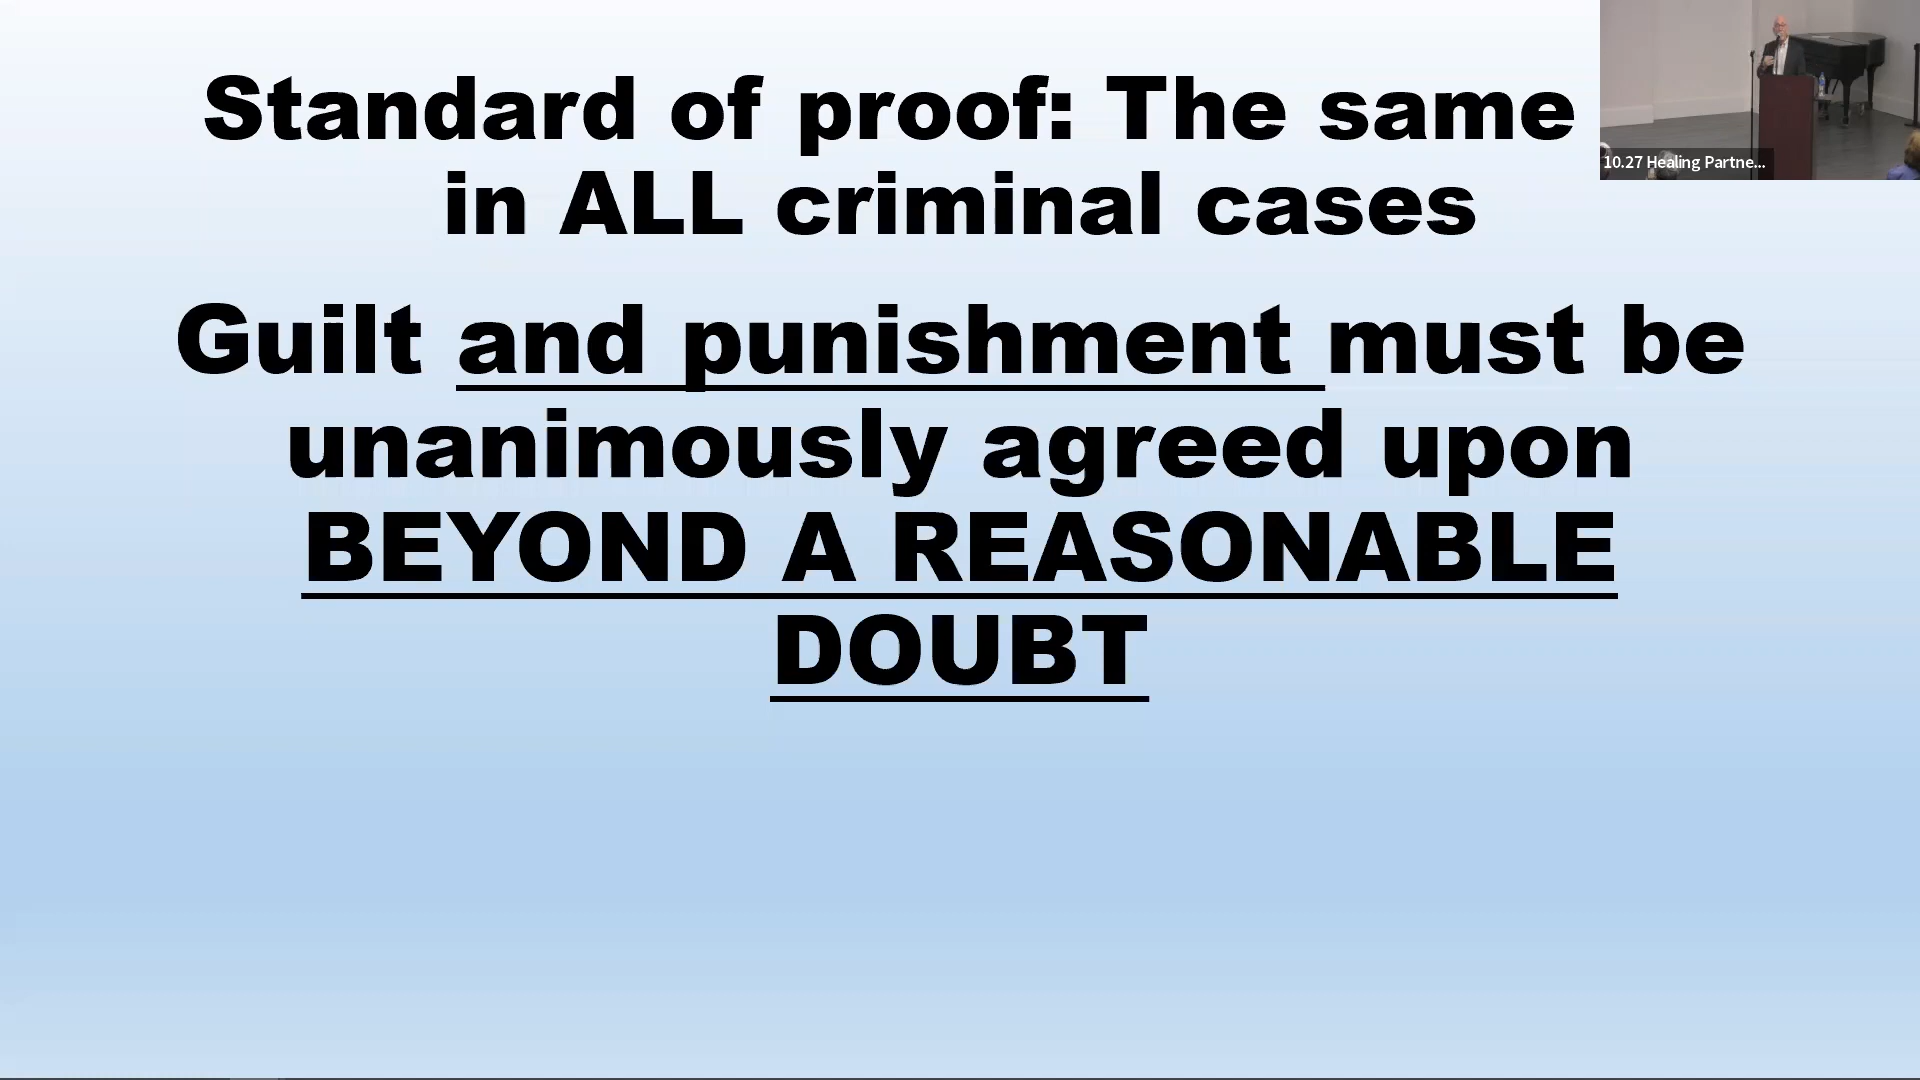 Standard of proof: The same
in ALL criminal cases
Guilt and punishment must be
unanimously agreed upon
BEYOND A REASONABLE
DOUBT
10.27 Healing Partne...